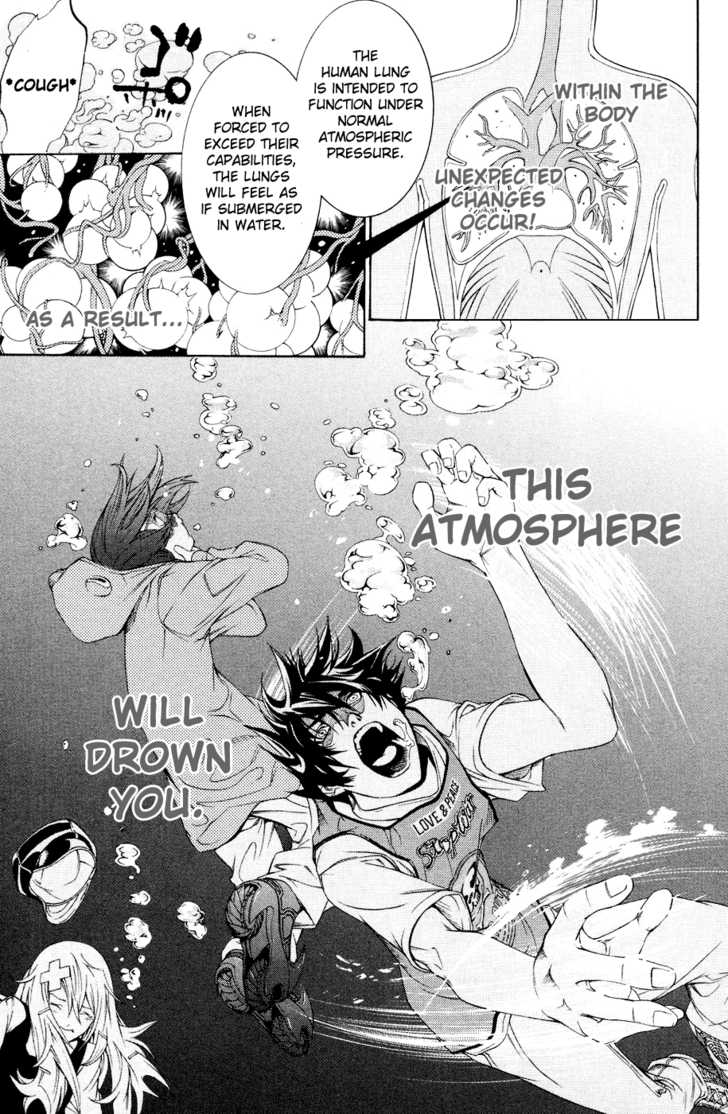 WITHIN THE
BODY
UNEXPECTED
CHANGES
OCCUR!
THE
HUMAN LUNG
IS INTENDED TO
FUNCTION UNDER
NORMAL
ATMOSPHERIC
PRESSURE.
WHEN
FORCED TO
EXCEED THEIR
CAPABILITIES,
THE LUNGS
WILL FEEL AS
IF SUBMERGED
IN WATER.
*COUGH*
AS A RESULT...
THIS
ATMOSPHERE
WILL
DROWN
YOU.
LOVE & PEACE